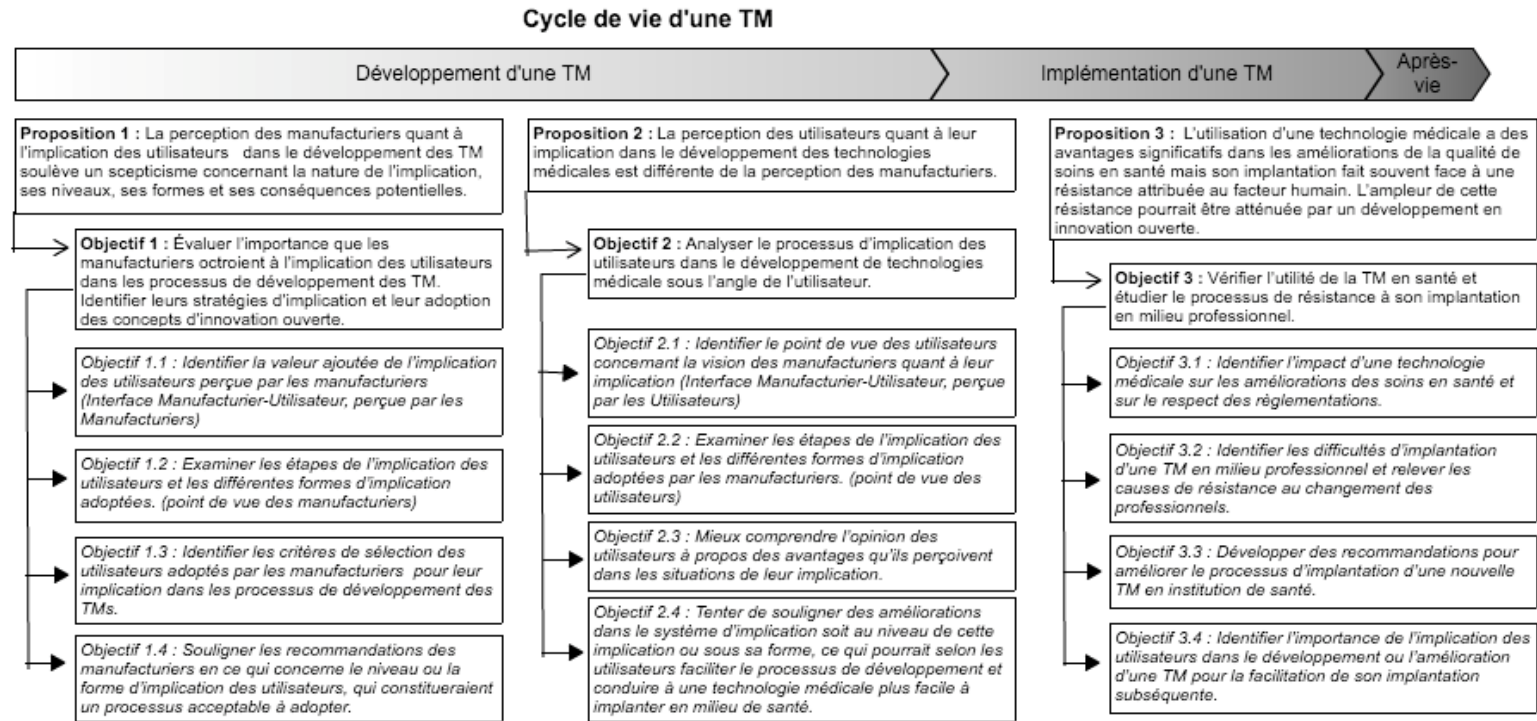 Cycle de vie d'une TM
Développement d'une TM
Implémentation d'une TM
Après-
vie
Proposition 1 : La perception des manufacturiers quant à
l'implication des utilisateurs dans le développement des TM
soulève un scepticisme concernant la nature de l'implication,
ses niveaux, ses formes et ses conséquences potentielles.
Objectif 1 : Évaluer l'importance que les
manufacturiers octroient à l'implication des utilisateurs
dans les processus de développement des TM.
Identifier leurs stratégies d'implication et leur adoption
des concepts d'innovation ouverte.
Objectif 1.1 : Identifier la valeur ajoutée de l'implication
des utilisateurs perçue par les manufacturiers
(Interface Manufacturier-Utilisateur, perçue par les
Manufacturiers)
Objectif 1.2 : Examiner les étapes de l'implication des
utilisateurs et les différentes formes d'implication
adoptées. (point de vue des manufacturiers)
Objectif 1.3 : Identifier les critères de sélection des
utilisateurs adoptés par les manufacturiers pour leur
implication dans les processus de développement des
TMs.
Objectif 1.4 : Souligner les recommandations des
manufacturiers en ce qui concerne le niveau ou la
forme d'implication des utilisateurs, qui constitueraient
un processus acceptable à adopter.
Proposition 2 : La perception des utilisateurs quant à leur
implication dans le développement des technologies
médicales est différente de la perception des manufacturiers.
Objectif 2 : Analyser le processus d'implication des
utilisateurs dans le développement de technologies
médicale sous l'angle de l'utilisateur.
Objectif 2.1 : Identifier le point de vue des utilisateurs
concernant la vision des manufacturiers quant à leur
implication (Interface Manufacturier-Utilisateur, perçue
par les Utilisateurs)
Objectif 2.2 : Examiner les étapes de l'implication des
utilisateurs et les différentes formes d'implication
adoptées par les manufacturiers. (point de vue des
utilisateurs)
Objectif 2.3 : Mieux comprendre l'opinion des
utilisateurs à propos des avantages qu'ils perçoivent
dans les situations de leur implication.
Objectif 2.4 : Tenter de souligner des améliorations
dans le système d'implication soit au niveau de cette
implication ou sous sa forme, ce qui pourrait selon les
utilisateurs faciliter le processus de développement et
conduire à une technologie médicale plus facile à
implanter en milieu de santé.
Proposition 3 : L'utilisation d'une technologie médicale a des
avantages significatifs dans les améliorations de la qualité de
soins en santé mais son implantation fait souvent face à une
résistance attribuée au facteur humain. L'ampleur de cette
résistance pourrait être atténuée par un développement en
innovation ouverte.
Objectif 3 : Vérifier l'utilité de la TM en santé et
étudier le processus de résistance à son implantation
en milieu professionnel.
Objectif 3.1 : Identifier l'impact d'une technologie
médicale sur les améliorations des soins en santé et
sur le respect des règlementations.
Objectif 3.2 : Identifier les difficultés d'implantation
d'une TM en milieu professionnel et relever les
causes de résistance au changement des
professionnels.
Objectif 3.3 : Développer des recommandations pour
améliorer le processus d'implantation d'une nouvelle
TM en institution de santé.
Objectif 3.4 : Identifier l'importance de l'implication des
utilisateurs dans le développement ou l'amélioration
d'une TM pour la facilitation de son implantation
subséquente.